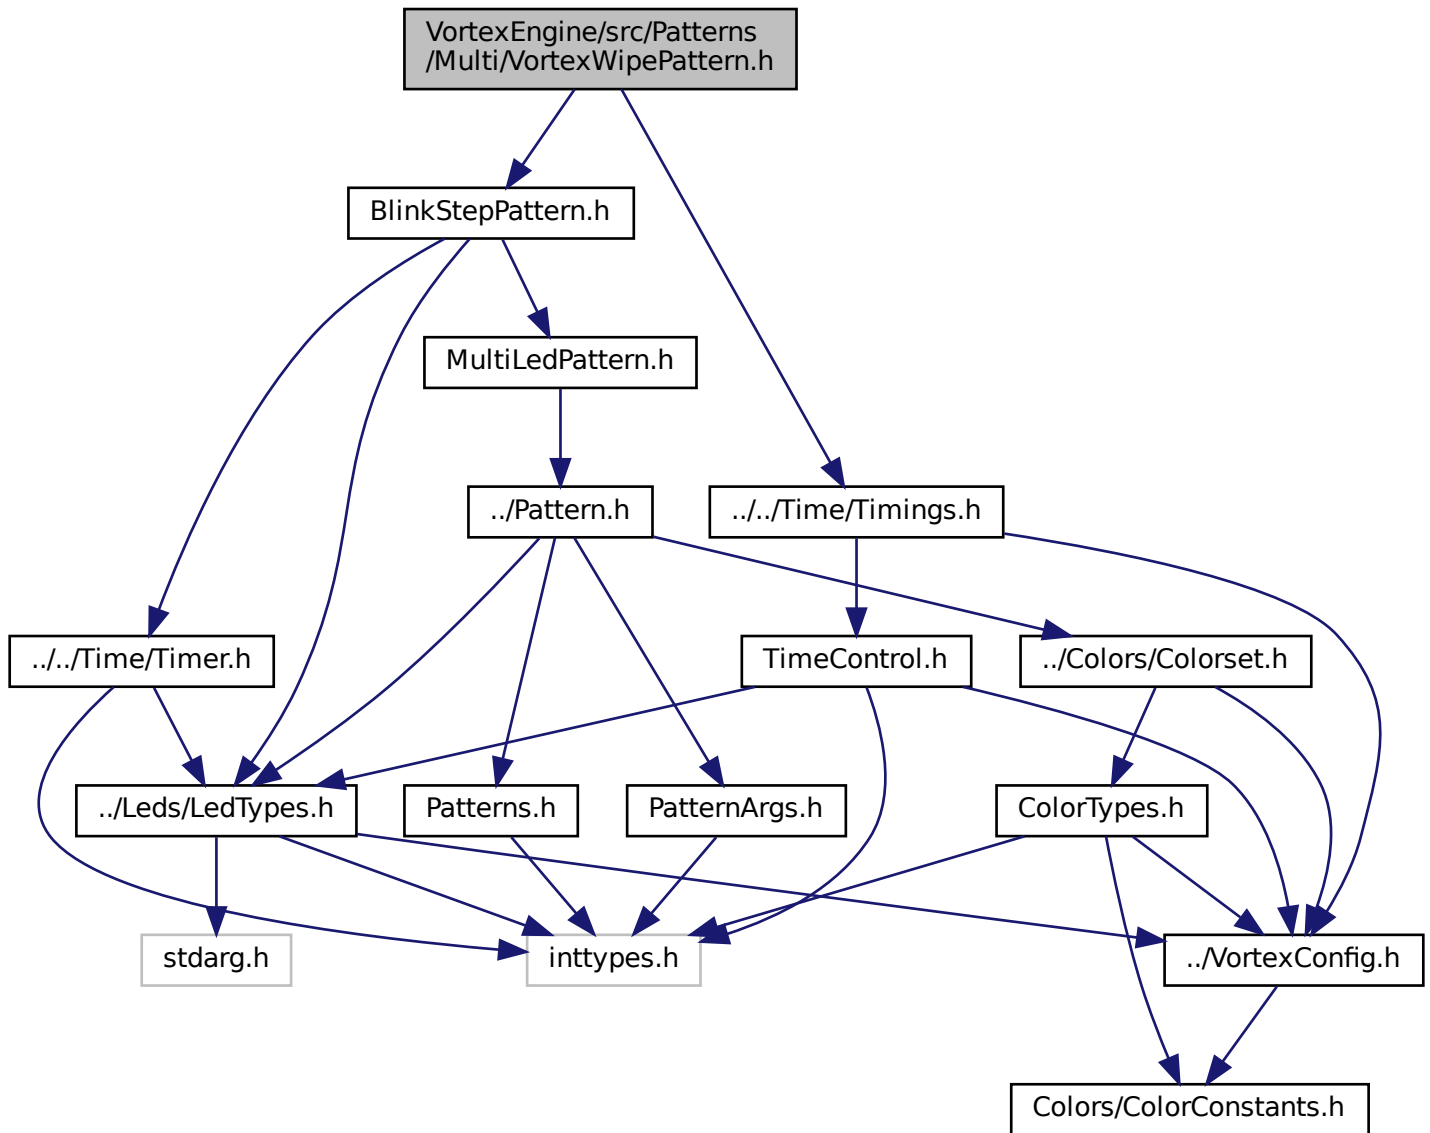 VortexEngine/src/Patterns
/Multi/VortexWipePattern.h
BlinkStepPattern.h
MultiLedPattern.h
../Pattern.h
../../Time/Timings.h
../../Time/Timer.h
TimeControl.h
../Colors/Colorset.h
../Leds/LedTypes.h
Patterns.h
PatternArgs.h
ColorTypes.h
stdarg.h
inttypes.h
../VortexConfig.h
Colors/ColorConstants.h